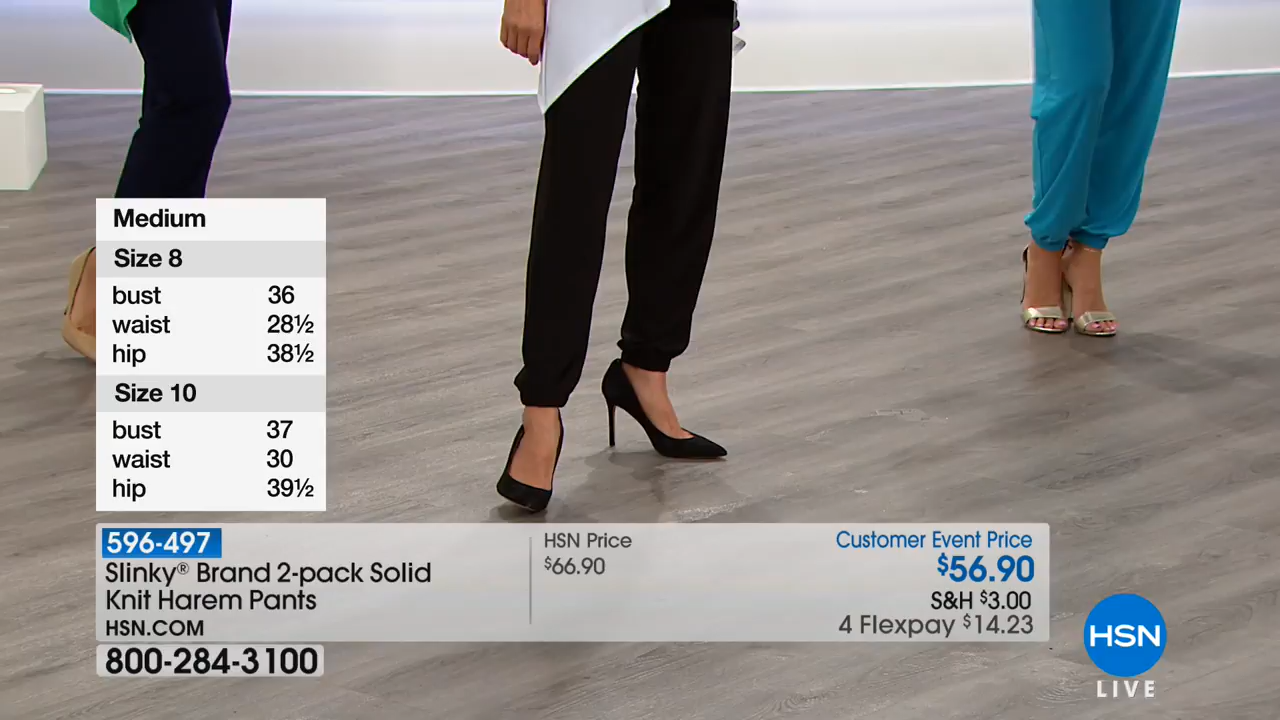 Medium
Size 8
bust 36
waist 28½
hip 38½
Size 10
bust 37
waist 30
hip 39½
596-497
Slinky® Brand 2-pack Solid
Knit Harem Pants
HSN.COM
800-284-3100
HSN Price
$66.90
Customer Event Price
$56.90
S&H $3.00
4 Flexpay $14.23
HSN
LIVE